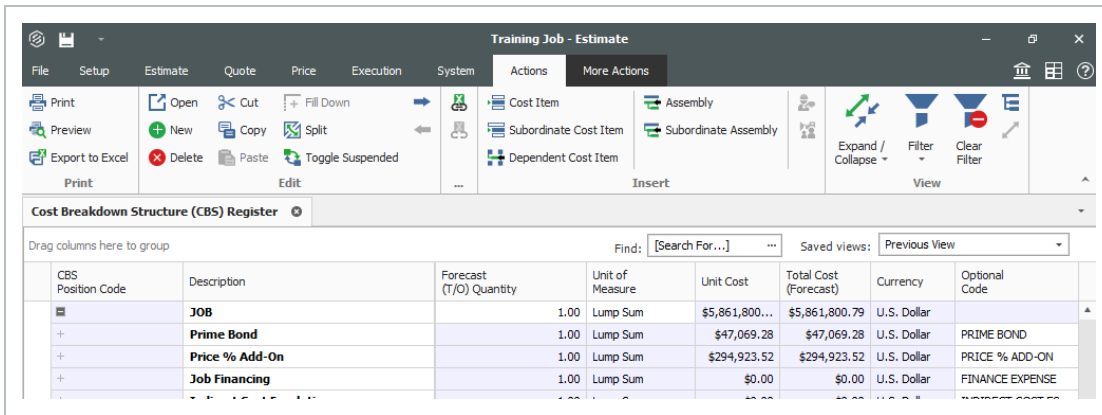 Training Job - Estimate
File Setup Estimate Quote Price Execution System Actions More Actions
Print Open Cut Fill Down Cost Item Assembly
Preview New Copy Split Subordinate Cost Item Subordinate Assembly
Export to Excel Delete Paste Toggle Suspended Dependent Cost Item
Expand / Collapse Filter Clear Filter
Print Edit ... Insert View
Cost Breakdown Structure (CBS) Register
Drag columns here to group Find: [Search For...] ... Saved views: Previous View
CBS Position Code Description Forecast (T/O) Quantity Unit of Measure Unit Cost Total Cost (Forecast) Currency Optional Code
JOB 1.00 Lump Sum $5,861,800... $5,861,800.79 U.S. Dollar
Prime Bond 1.00 Lump Sum $47,069.28 $47,069.28 U.S. Dollar PRIME BOND
Price % Add-On 1.00 Lump Sum $294,923.52 $294,923.52 U.S. Dollar PRICE % ADD-ON
Job Financing 1.00 Lump Sum $0.00 $0.00 U.S. Dollar FINANCE EXPENSE